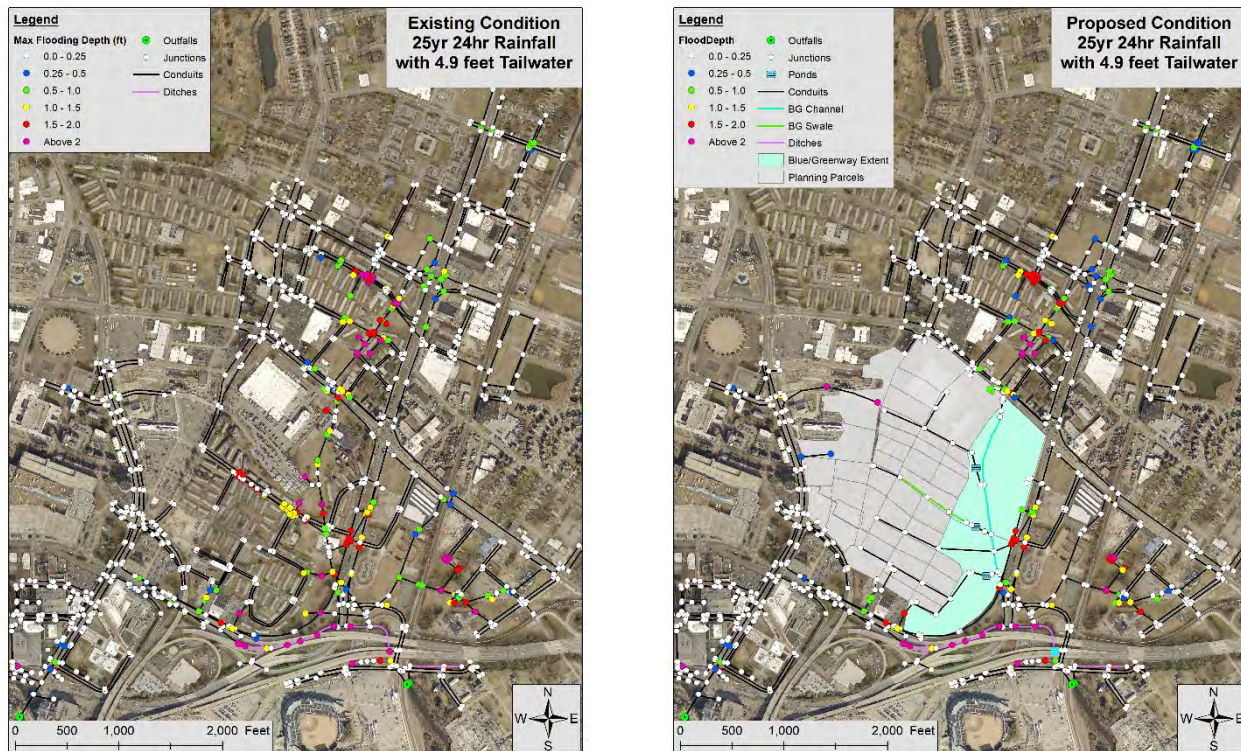 Legend
Max Flooding Depth (ft)
0.0 - 0.25
0.25 - 0.5
0.5 - 1.0
1.0 - 1.5
1.5 - 2.0
Above 2
Outfalls
Junctions
Conduits
Ditches
Existing Condition
25yr 24hr Rainfall
with 4.9 feet Tailwater
0 500 1,000 2,000 Feet
N
W E
S
Legend
FloodDepth
0.0 - 0.25
0.25 - 0.5
0.5 - 1.0
1.0 - 1.5
1.5 - 2.0
Above 2
Outfalls
Junctions
Ponds
Conduits
BG Channel
BG Swale
Ditches
Blue/Greenway Extent
Planning Parcels
Proposed Condition
25yr 24hr Rainfall
with 4.9 feet Tailwater
0 500 1,000 2,000 Feet
N
W E
S